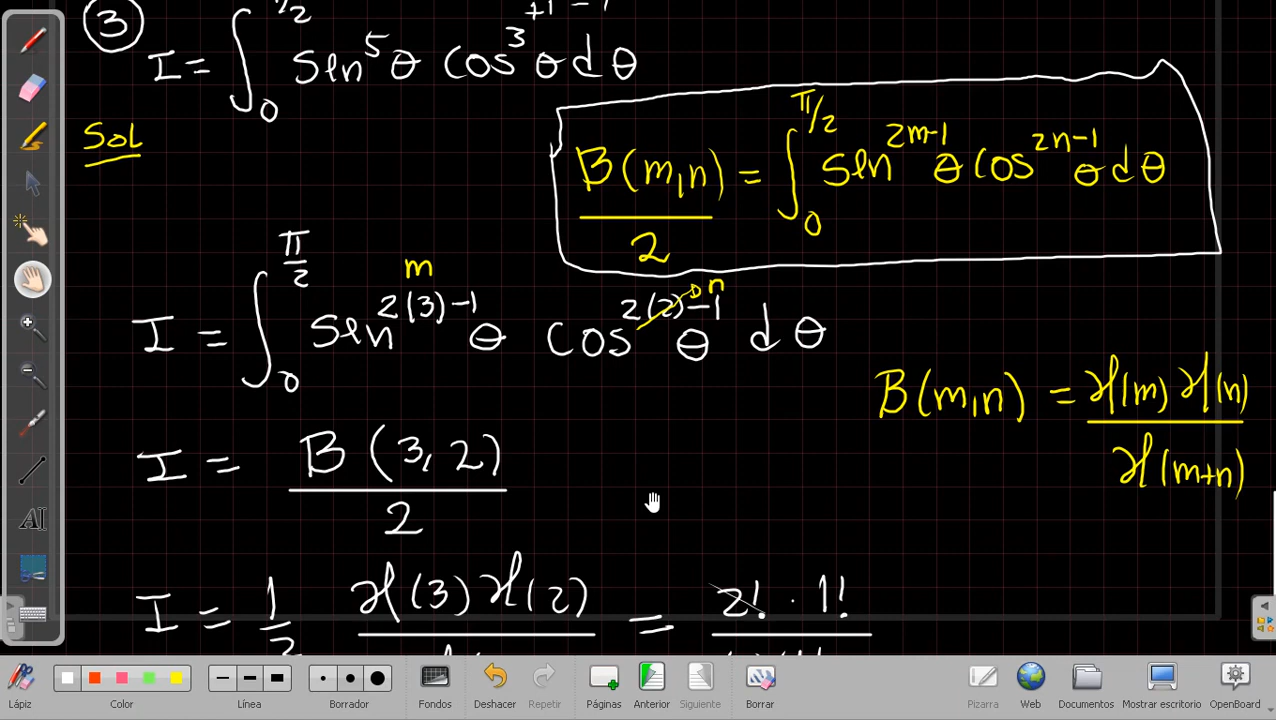 ③ I = ∫₀^{π/2} Sen⁵θ cos³θ dθ
+1-1
Sol
B(m,n)/2 = ∫₀^{π/2} Sen^{2m-1}θ cos^{2n-1}θ dθ
m
n
I = ∫₀^{π/2} Sen^{2(3)-1}θ cos^{2(2)-1}θ dθ
B(m,n) = γ(m) γ(n) / γ(m+n)
I = B(3,2)/2
I = 1/2 γ(3) γ(2) = 2! · 1!
Lápiz
Color
Línea
Borrador
Fondos
Deshacer
Repetir
Páginas
Anterior
Siguiente
Borrar
Pizarra
Web
Documentos
Mostrar escritorio
OpenBoard